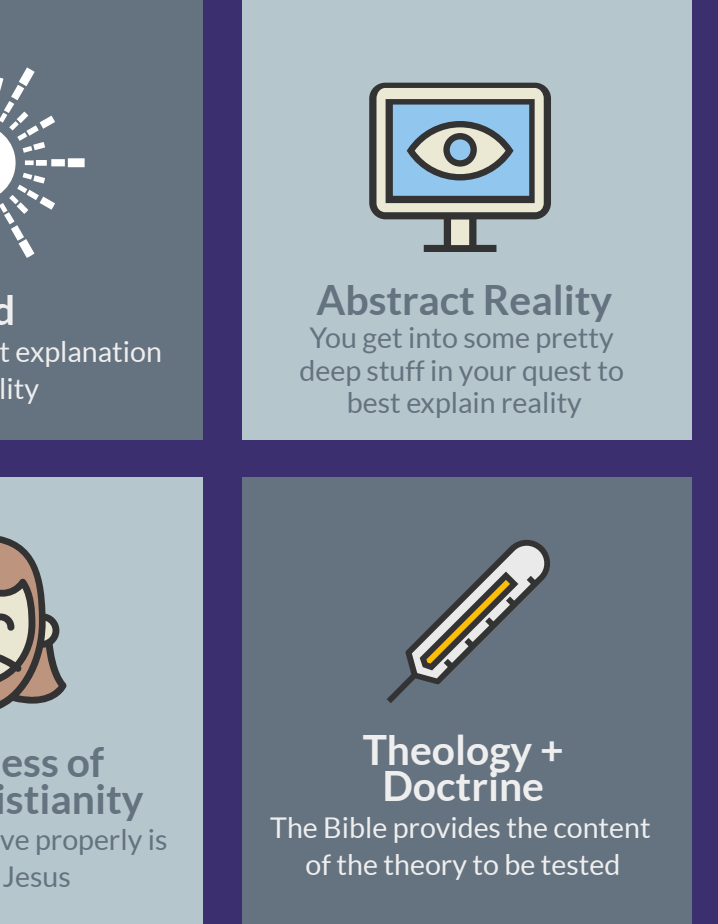 d
t explanation
lity
Abstract Reality
You get into some pretty
deep stuff in your quest to
best explain reality
ess of
istianity
ve properly is
Jesus
Theology +
Doctrine
The Bible provides the content
of the theory to be tested